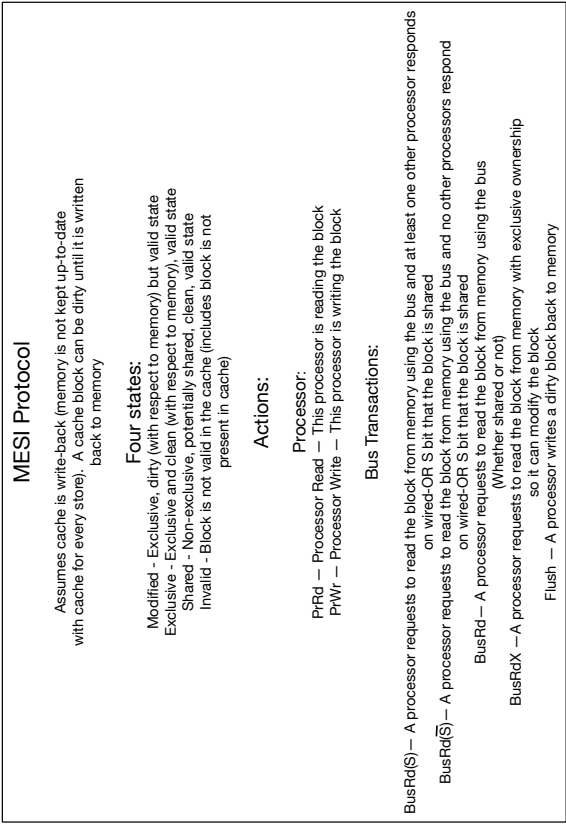 MESI Protocol
Assumes cache is write-back (memory is not kept up-to-date
with cache for every store). A cache block can be dirty until it is written
back to memory
Four states:
Modified - Exclusive, dirty (with respect to memory) but valid state
Exclusive - Exclusive and clean (with respect to memory), valid state
Shared - Non-exclusive, potentially shared, clean, valid state
Invalid - Block is not valid in the cache (includes block is not
present in cache)
Actions:
Processor:
PrRd — Processor Read — This processor is reading the block
PrWr — Processor Write — This processor is writing the block
Bus Transactions:
BusRd(S) — A processor requests to read the block from memory using the bus and at least one other processor responds
on wired-OR S bit that the block is shared
BusRd(S̅) — A processor requests to read the block from memory using the bus and no other processors respond
on wired-OR S bit that the block is shared
BusRd — A processor requests to read the block from memory using the bus
(Whether shared or not)
BusRdX — A processor requests to read the block from memory with exclusive ownership
so it can modify the block
Flush — A processor writes a dirty block back to memory